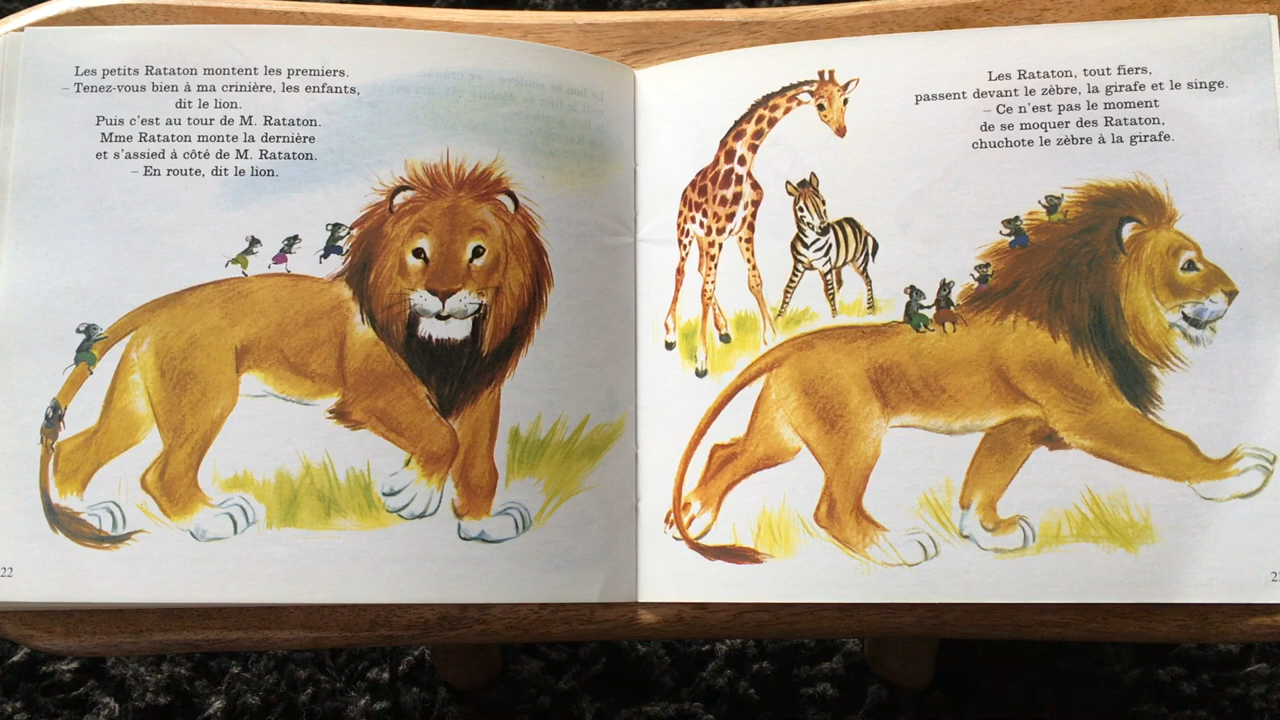 Les petits Rataton montent les premiers.
– Tenez-vous bien à ma crinière, les enfants,
dit le lion.
Puis c'est au tour de M. Rataton.
Mme Rataton monte la dernière
et s'assied à côté de M. Rataton.
– En route, dit le lion.
22
Les Rataton, tout fiers,
passent devant le zèbre, la girafe et le singe.
– Ce n'est pas le moment
de se moquer des Rataton,
chuchote le zèbre à la girafe.